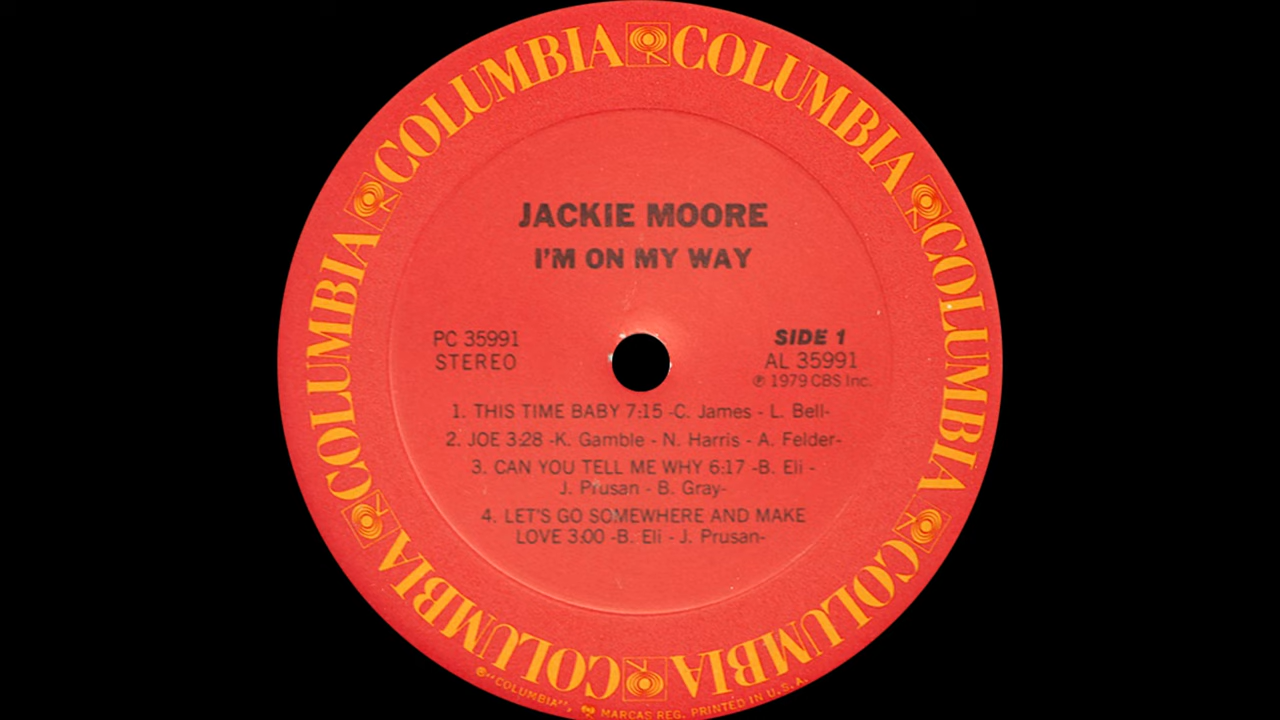 COLUMBIA COLUMBIA COLUMBIA COLUMBIA COLUMBIA COLUMBIA
JACKIE MOORE
I'M ON MY WAY
PC 35991
STEREO
SIDE 1
AL 35991
℗ 1979 CBS Inc.
1. THIS TIME BABY 7:15 -C. James - L. Bell-
2. JOE 3:28 -K. Gamble - N. Harris - A. Felder-
3. CAN YOU TELL ME WHY 6:17 -B. Eli -
J. Prusan - B. Gray-
4. LET'S GO SOMEWHERE AND MAKE
LOVE 3:00 -B. Eli - J. Prusan-
®"COLUMBIA", MARCAS REG. PRINTED IN U.S.A.